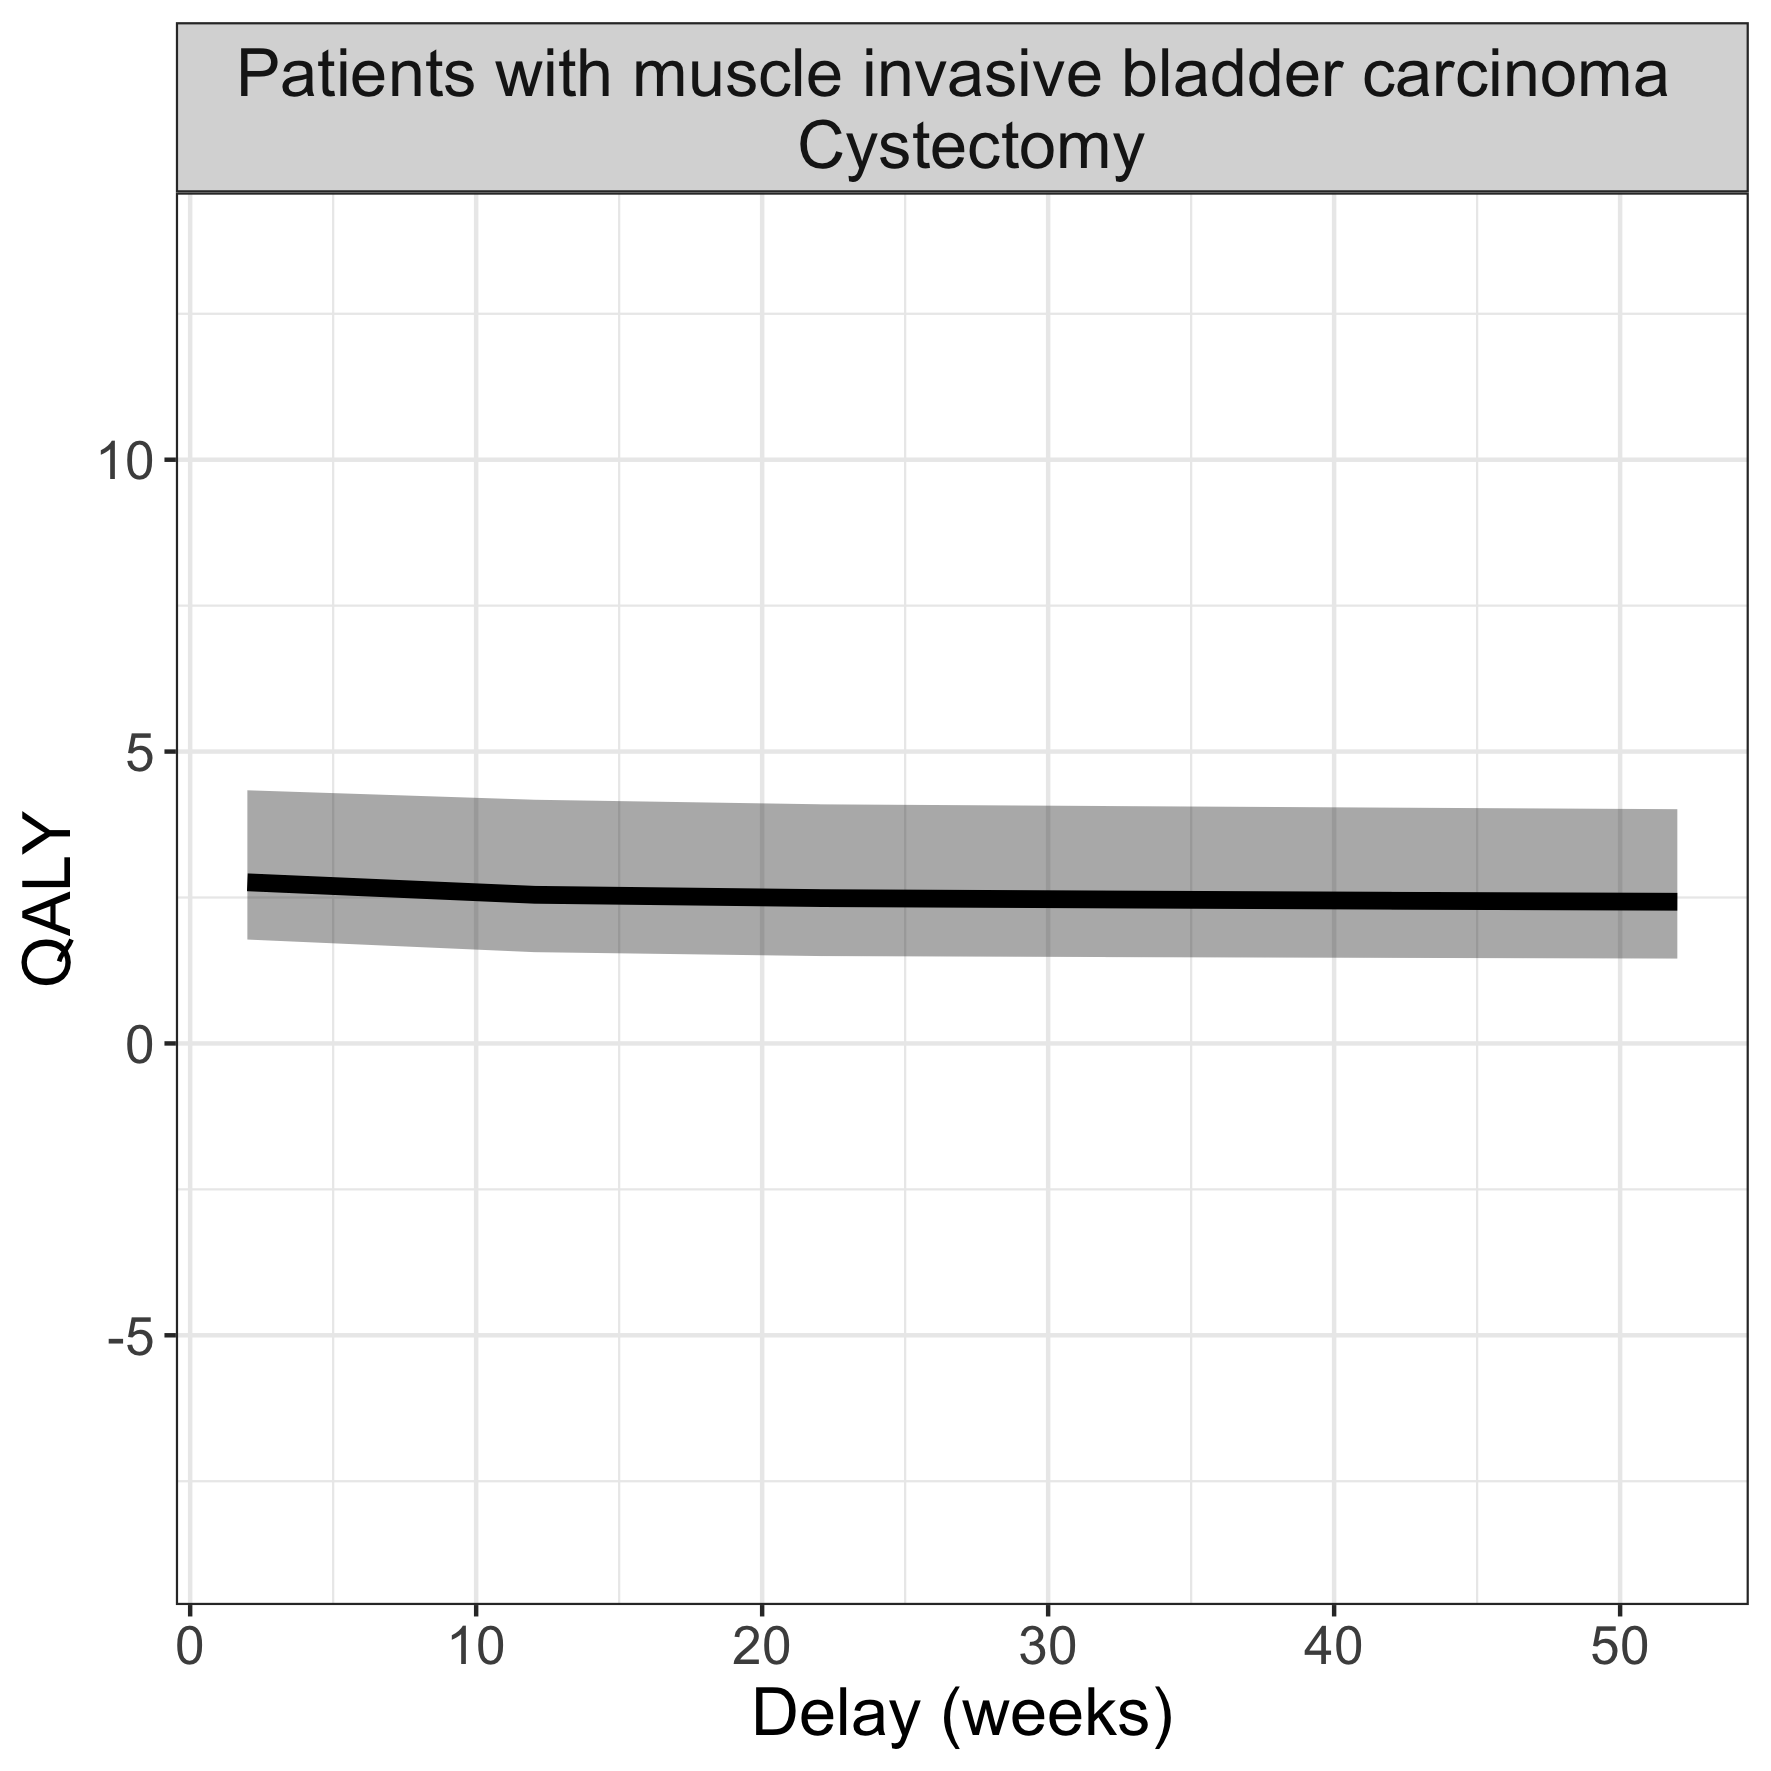 Patients with muscle invasive bladder carcinoma
Cystectomy
10
5
0
-5
QALY
0 10 20 30 40 50
Delay (weeks)